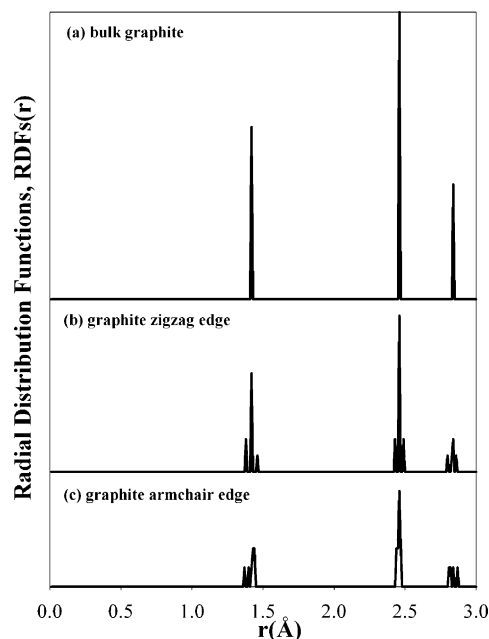 (a) bulk graphite
Radial Distribution Functions, RDFs(r)
(b) graphite zigzag edge
(c) graphite armchair edge
0.0 0.5 1.0 1.5 2.0 2.5 3.0
r(Å)